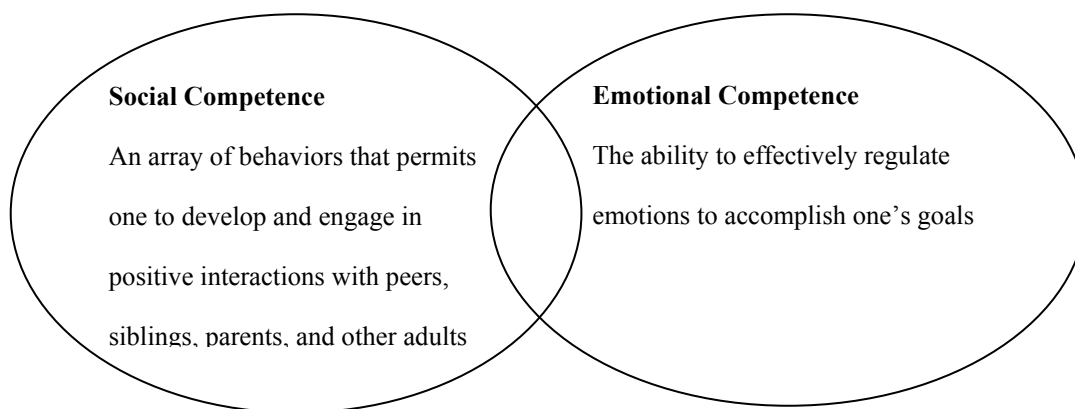 Social Competence
An array of behaviors that permits
one to develop and engage in
positive interactions with peers,
siblings, parents, and other adults
Emotional Competence
The ability to effectively regulate
emotions to accomplish one’s goals